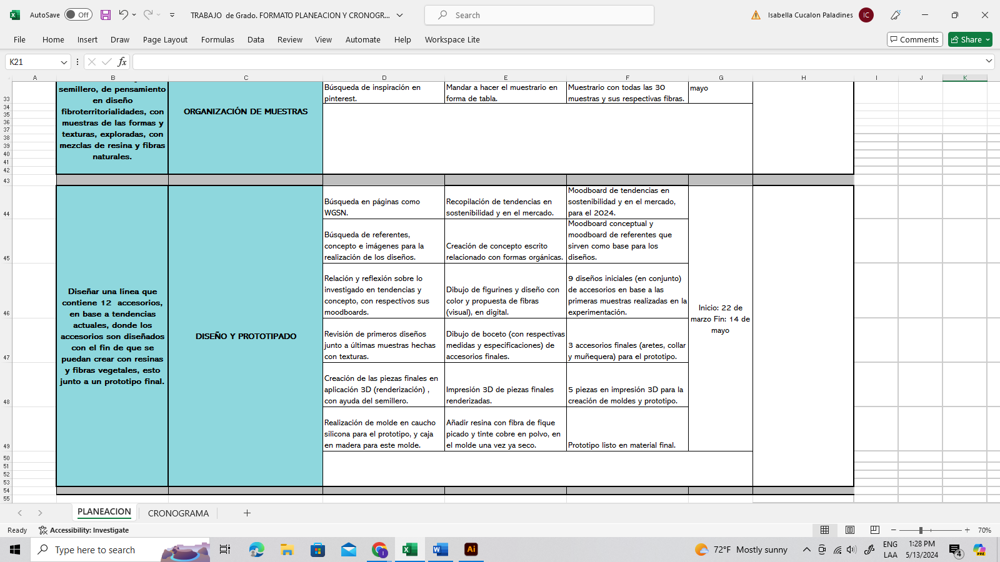 AutoSave Off TRABAJO de Grado. FORMATO PLANEACION Y CRONOGR... Search Isabella Cucalon Paladines IC
File Home Insert Draw Page Layout Formulas Data Review View Automate Help Workspace Lite Comments Share
K21 fx
A B C D E F G H I J K
33
34
35
36
37
38
39
40
41
42
43
44
45
46
47
48
49
50
51
52
53
54
55
semillero, de pensamiento
en diseño
fibroterritorialidades, con
muestras de las formas y
texturas, exploradas, con
mezclas de resina y fibras
naturales.
ORGANIZACIÓN DE MUESTRAS
Búsqueda de inspiración en
pinterest.
Mandar a hacer el muestrario en
forma de tabla.
Muestrario con todas las 30
muestras y sus respectivas fibras.
mayo
Diseñar una línea que
contiene 12 accesorios,
en base a tendencias
actuales, donde los
accesorios son diseñados
con el fin de que se
puedan crear con resinas
y fibras vegetales, esto
junto a un prototipo final.
DISEÑO Y PROTOTIPADO
Búsqueda en páginas como
WGSN.
Recopilación de tendencias en
sostenibilidad y en el mercado.
Moodboard de tendencias en
sostenibilidad y en el mercado,
para el 2024.
Búsqueda de referentes,
concepto e imágenes para la
realización de los diseños.
Creación de concepto escrito
relacionado con formas orgánicas.
Moodboard conceptual y
moodboard de referentes que
sirven como base para los
diseños.
Relación y reflexión sobre lo
investigado en tendencias y
concepto, con respectivos sus
moodboards.
Dibujo de figurines y diseño con
color y propuesta de fibras
(visual), en digital.
9 diseños iniciales (en conjunto)
de accesorios en base a las
primeras muestras realizadas en la
experimentación.
Revisión de primeros diseños
junto a últimas muestras hechas
con texturas.
Dibujo de boceto (con respectivas
medidas y especificaciones) de
accesorios finales.
3 accesorios finales (aretes, collar
y muñequera) para el prototipo.
Creación de las piezas finales en
aplicación 3D (renderización) ,
con ayuda del semillero.
Impresión 3D de piezas finales
renderizadas.
5 piezas en impresión 3D para la
creación de moldes y prototipo.
Realización de molde en caucho
silicona para el prototipo, y caja
en madera para este molde.
Añadir resina con fibra de fique
picado y tinte cobre en polvo, en
el molde una vez ya seco.
Prototipo listo en material final.
Inicio: 22 de
marzo Fin: 14 de
mayo
PLANEACION CRONOGRAMA
Ready Accessibility: Investigate 70%
Type here to search 72°F Mostly sunny ENG 1:28 PM
LAA 5/13/2024 4 PRE